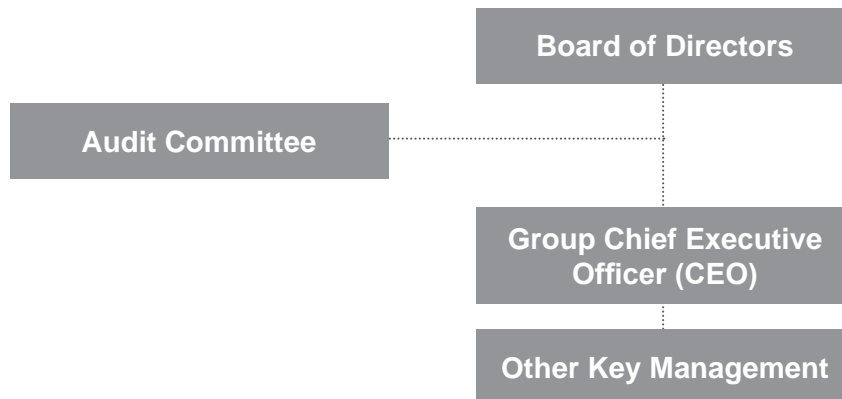 Board of Directors
Audit Committee
Group Chief Executive
Officer (CEO)
Other Key Management